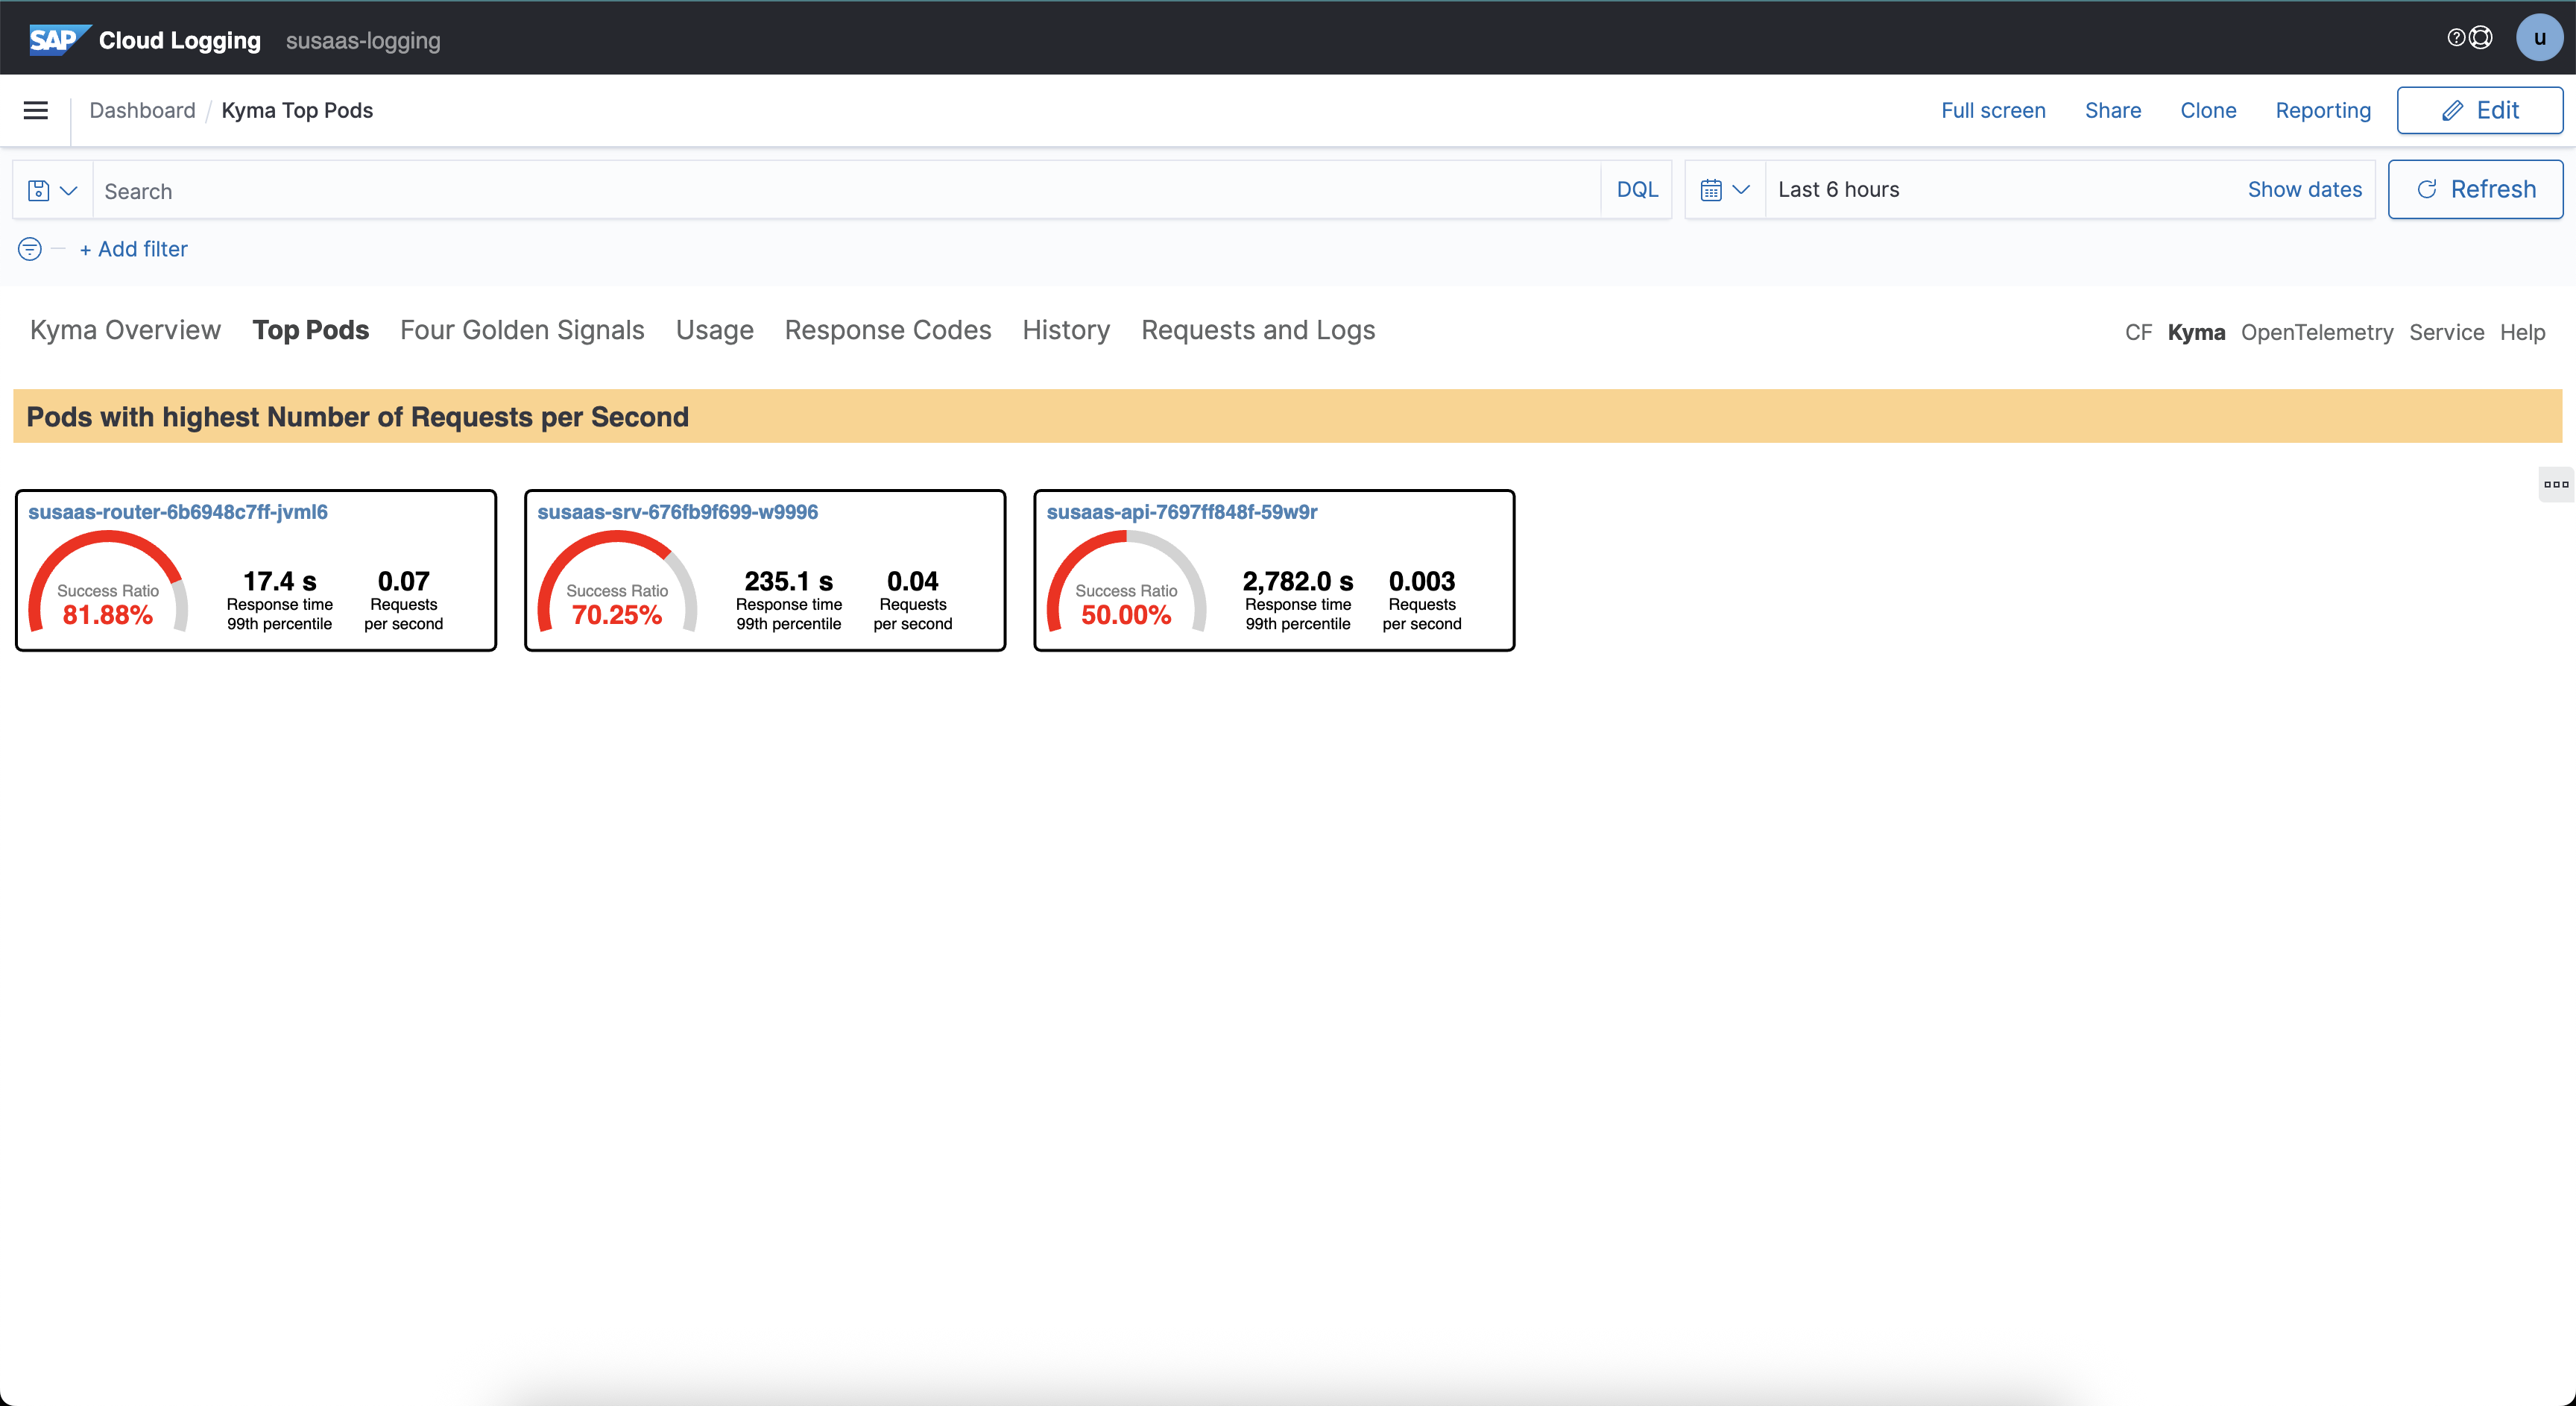 SAP Cloud Logging susaas-logging u
Dashboard / Kyma Top Pods Full screen Share Clone Reporting Edit
Search DQL Last 6 hours Show dates Refresh
+ Add filter
Kyma Overview Top Pods Four Golden Signals Usage Response Codes History Requests and Logs CF Kyma OpenTelemetry Service Help
Pods with highest Number of Requests per Second
susaas-router-6b6948c7ff-jvml6
Success Ratio
81.88%
17.4 s
Response time
99th percentile
0.07
Requests
per second
susaas-srv-676fb9f699-w9996
Success Ratio
70.25%
235.1 s
Response time
99th percentile
0.04
Requests
per second
susaas-api-7697ff848f-59w9r
Success Ratio
50.00%
2,782.0 s
Response time
99th percentile
0.003
Requests
per second